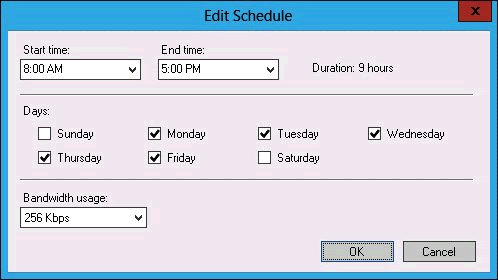 Edit Schedule
x
Start time: End time:
8:00 AM 5:00 PM Duration: 9 hours
Days:
Sunday Monday Tuesday Wednesday
Thursday Friday Saturday
Bandwidth usage:
256 Kbps
OK Cancel